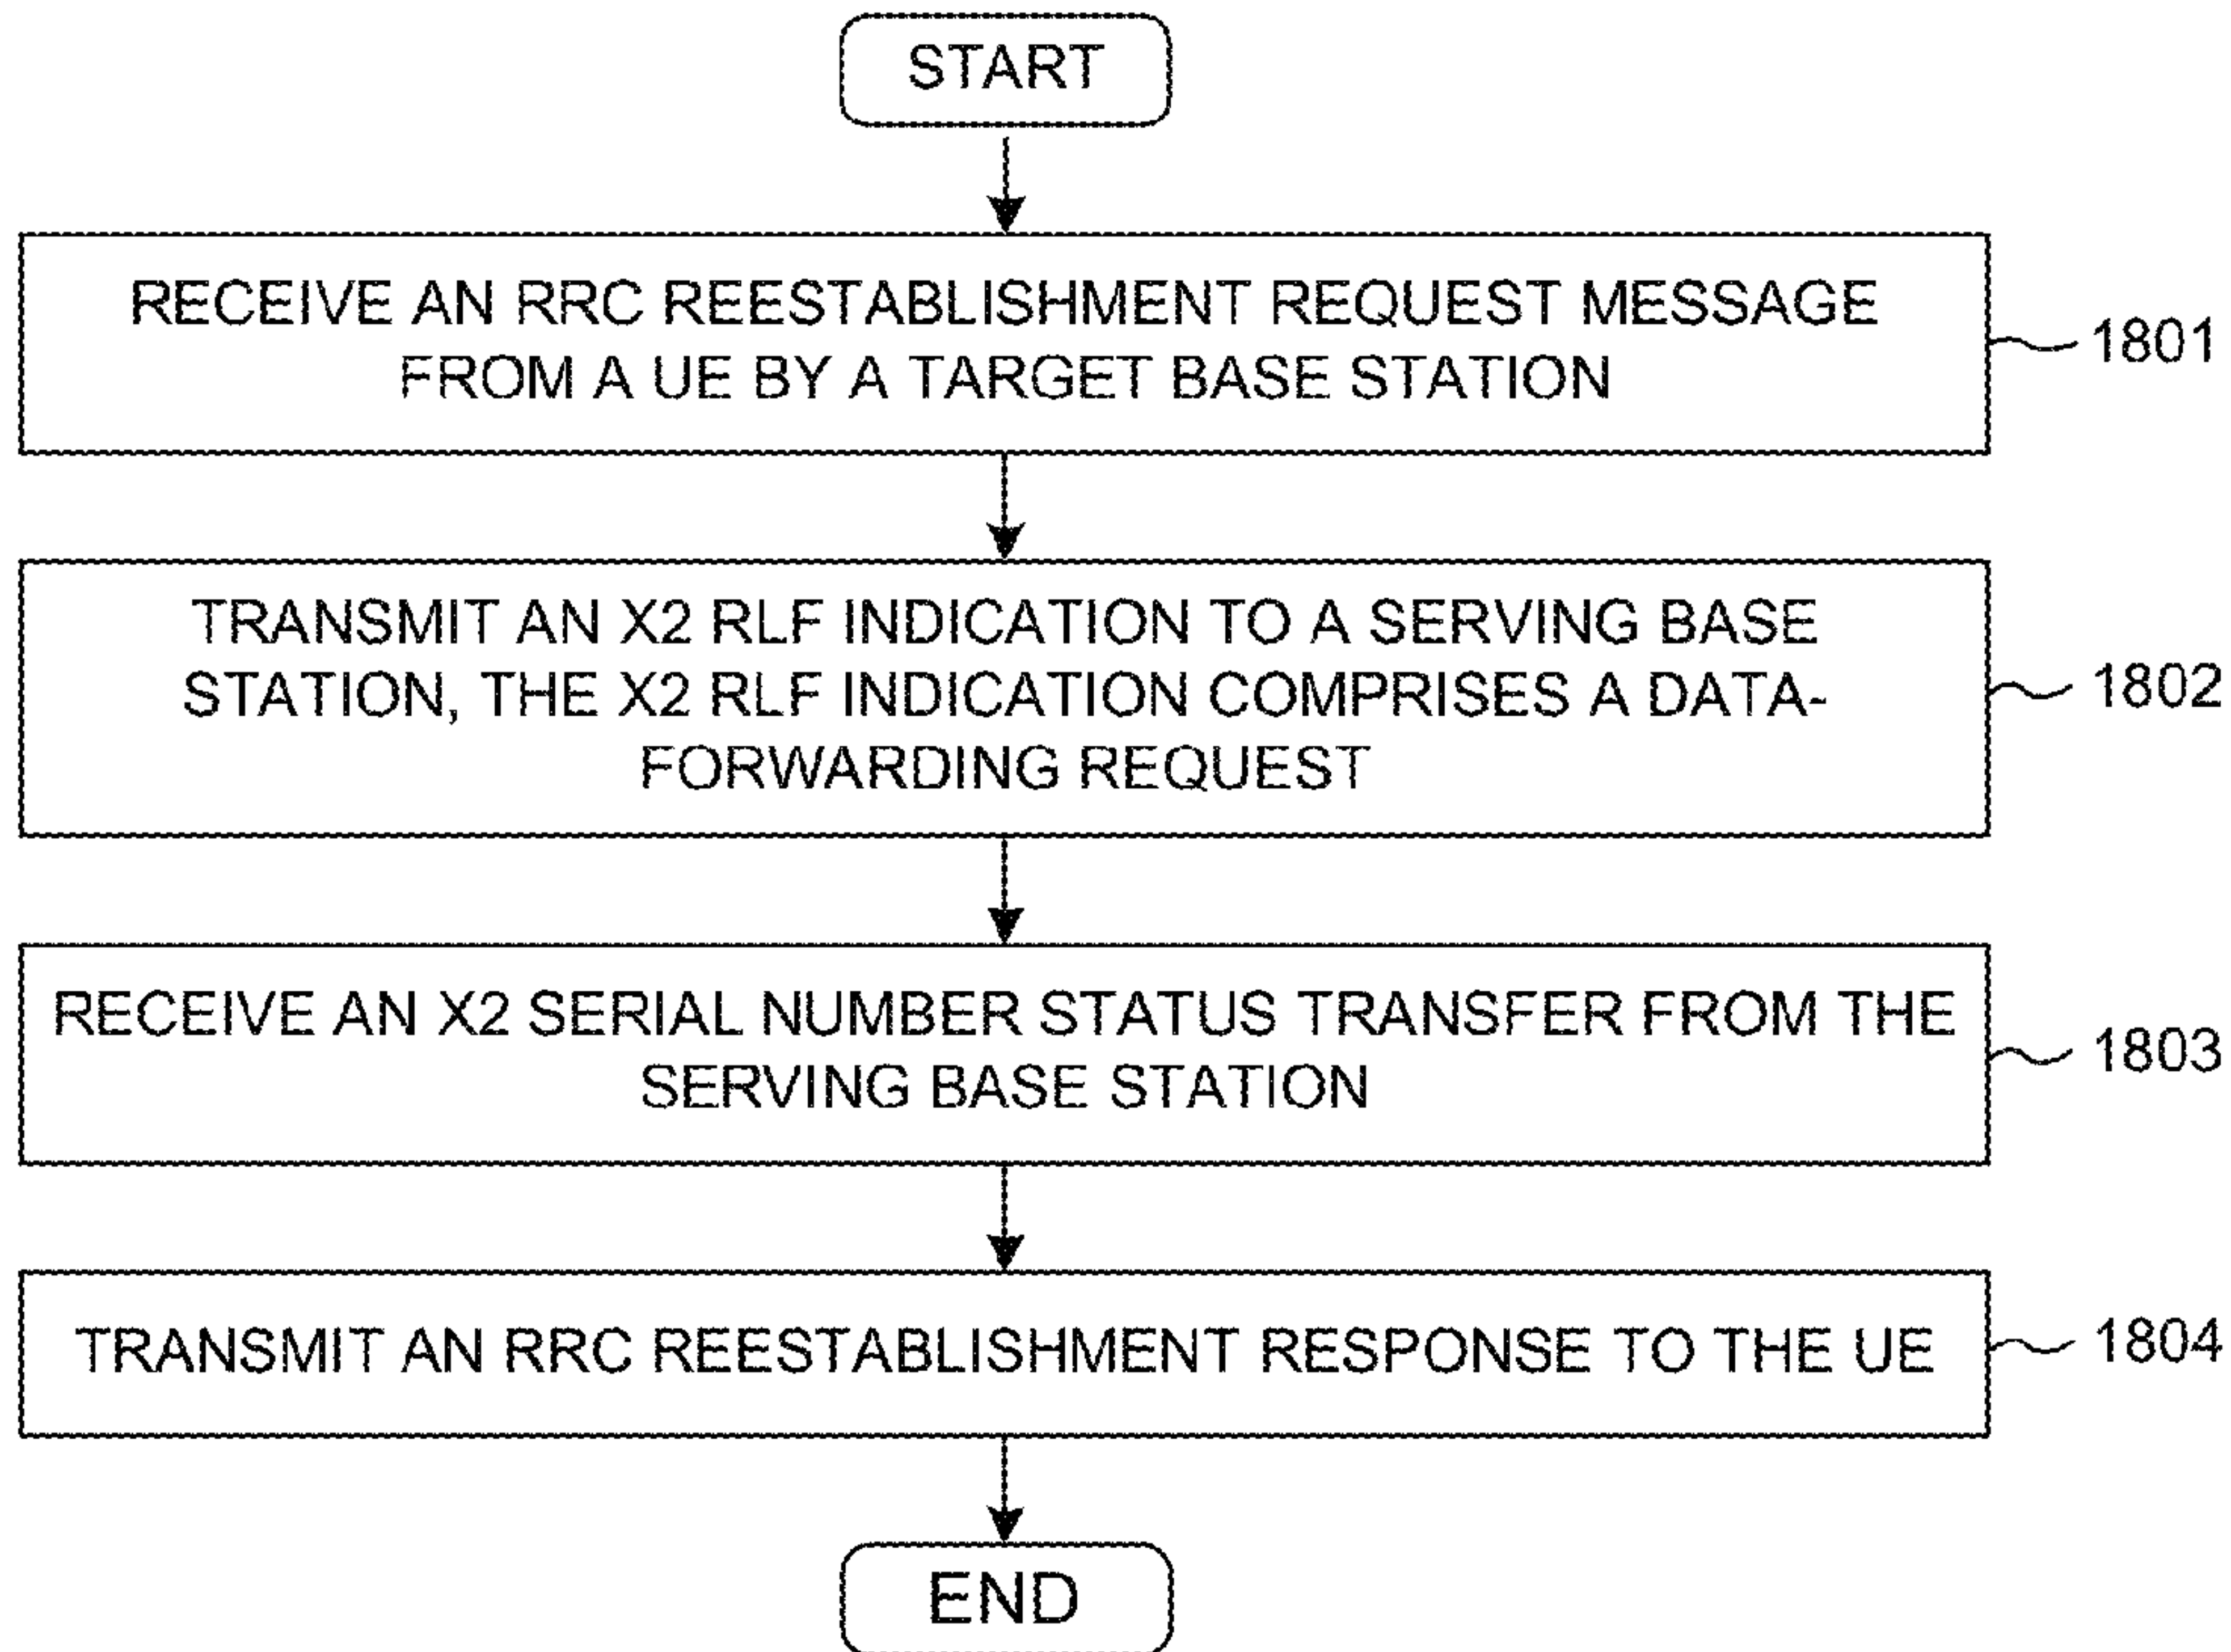 START
RECEIVE AN RRC REESTABLISHMENT REQUEST MESSAGE
FROM A UE BY A TARGET BASE STATION
1801
TRANSMIT AN X2 RLF INDICATION TO A SERVING BASE
STATION, THE X2 RLF INDICATION COMPRISES A DATA-
FORWARDING REQUEST
1802
RECEIVE AN X2 SERIAL NUMBER STATUS TRANSFER FROM THE
SERVING BASE STATION
1803
TRANSMIT AN RRC REESTABLISHMENT RESPONSE TO THE UE
1804
END